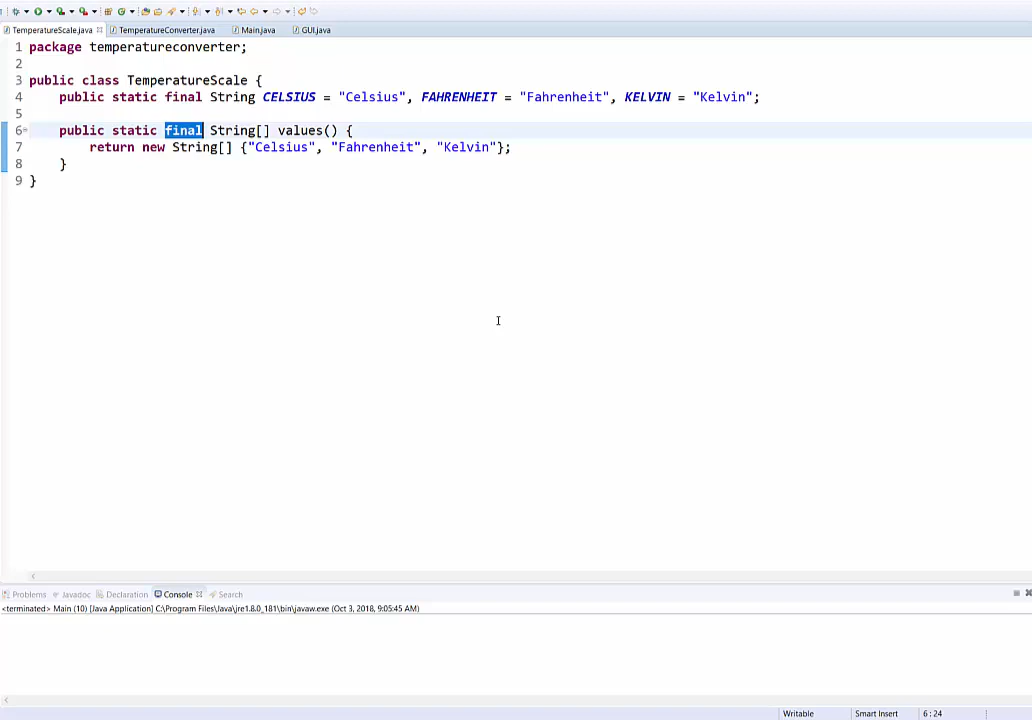 TemperatureScale.java TemperatureConverter.java Main.java GUI.java
1 package temperatureconverter;
2
3 public class TemperatureScale {
4 public static final String CELSIUS = "Celsius", FAHRENHEIT = "Fahrenheit", KELVIN = "Kelvin";
5
6 public static final String[] values() {
7 return new String[] {"Celsius", "Fahrenheit", "Kelvin"};
8 }
9 }
Problems Javadoc Declaration Console Search
<terminated> Main (10) [Java Application] C:\Program Files\Java\jre1.8.0_181\bin\javaw.exe (Oct 3, 2018, 9:05:45 AM)
Writable Smart Insert 6 : 24